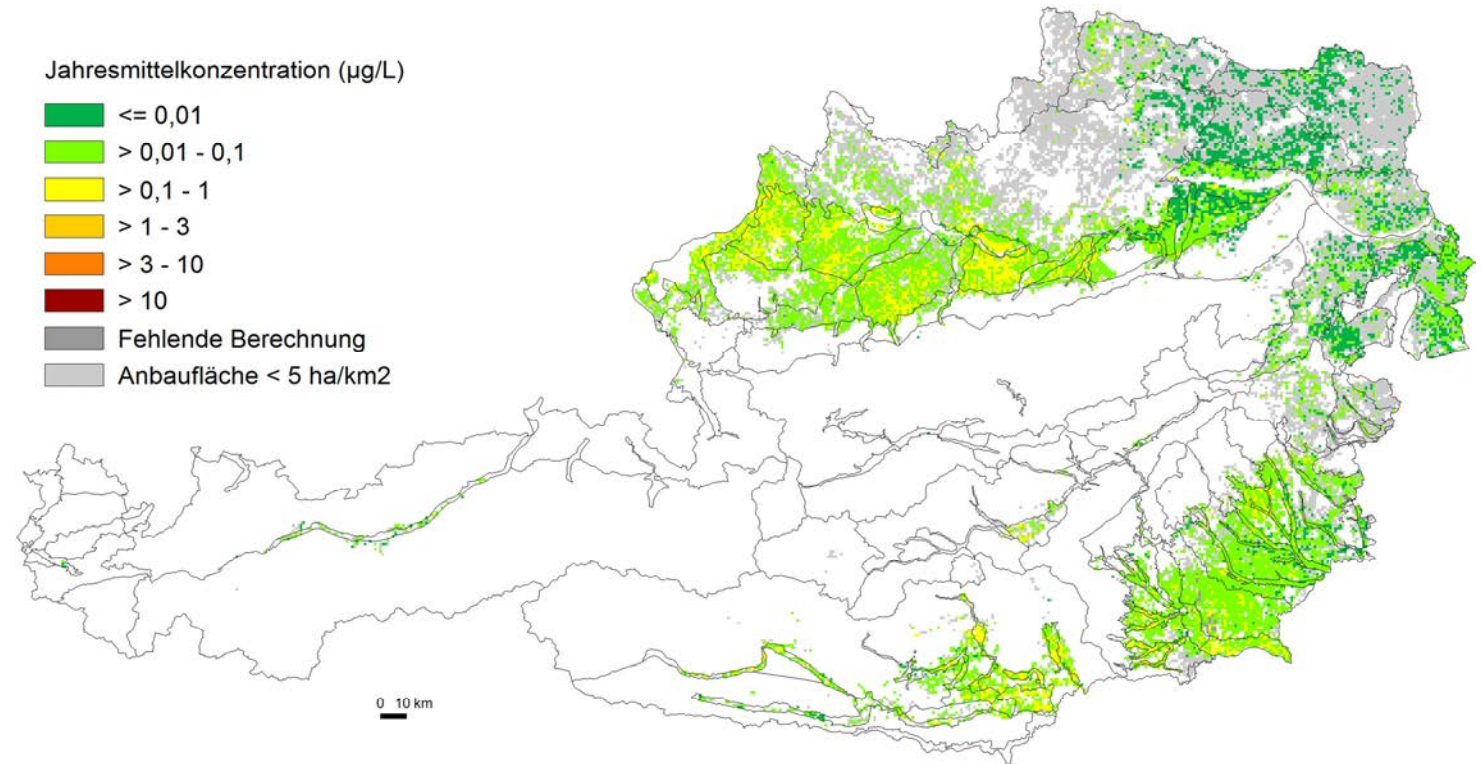 Jahresmittelkonzentration (µg/L)
<= 0,01
> 0,01 - 0,1
> 0,1 - 1
> 1 - 3
> 3 - 10
> 10
Fehlende Berechnung
Anbaufläche < 5 ha/km2
0 10 km